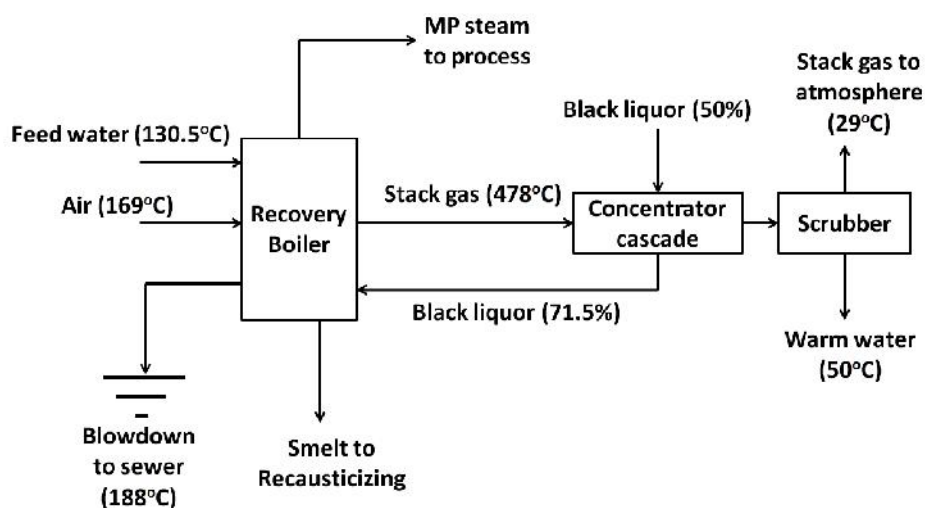 MP steam
to process
Stack gas to
atmosphere
(29°C)
Black liquor (50%)
Feed water (130.5°C)
Air (169°C)
Stack gas (478°C)
Recovery
Boiler
Concentrator
cascade
Scrubber
Black liquor (71.5%)
Warm water
(50°C)
Blowdown
to sewer
(188°C)
Smelt to
Recausticizing